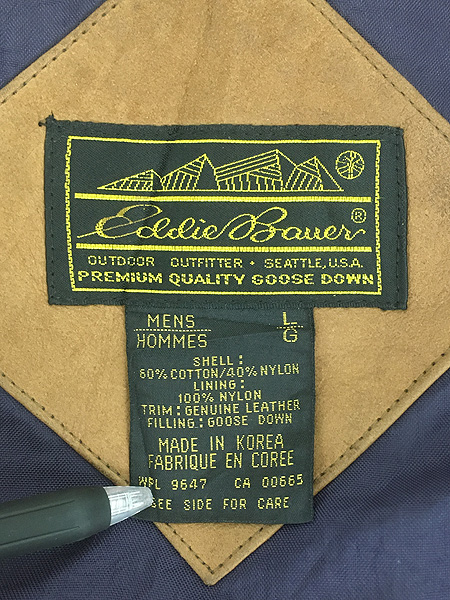 Eddie Bauer®
OUTDOOR OUTFITTER • SEATTLE, U.S.A.
PREMIUM QUALITY GOOSE DOWN
MENS L
HOMMES G
SHELL:
60% COTTON/40% NYLON
LINING:
100% NYLON
TRIM: GENUINE LEATHER
FILLING: GOOSE DOWN
MADE IN KOREA
FABRIQUE EN COREE
WPL 9647 CA 00665
SEE SIDE FOR CARE